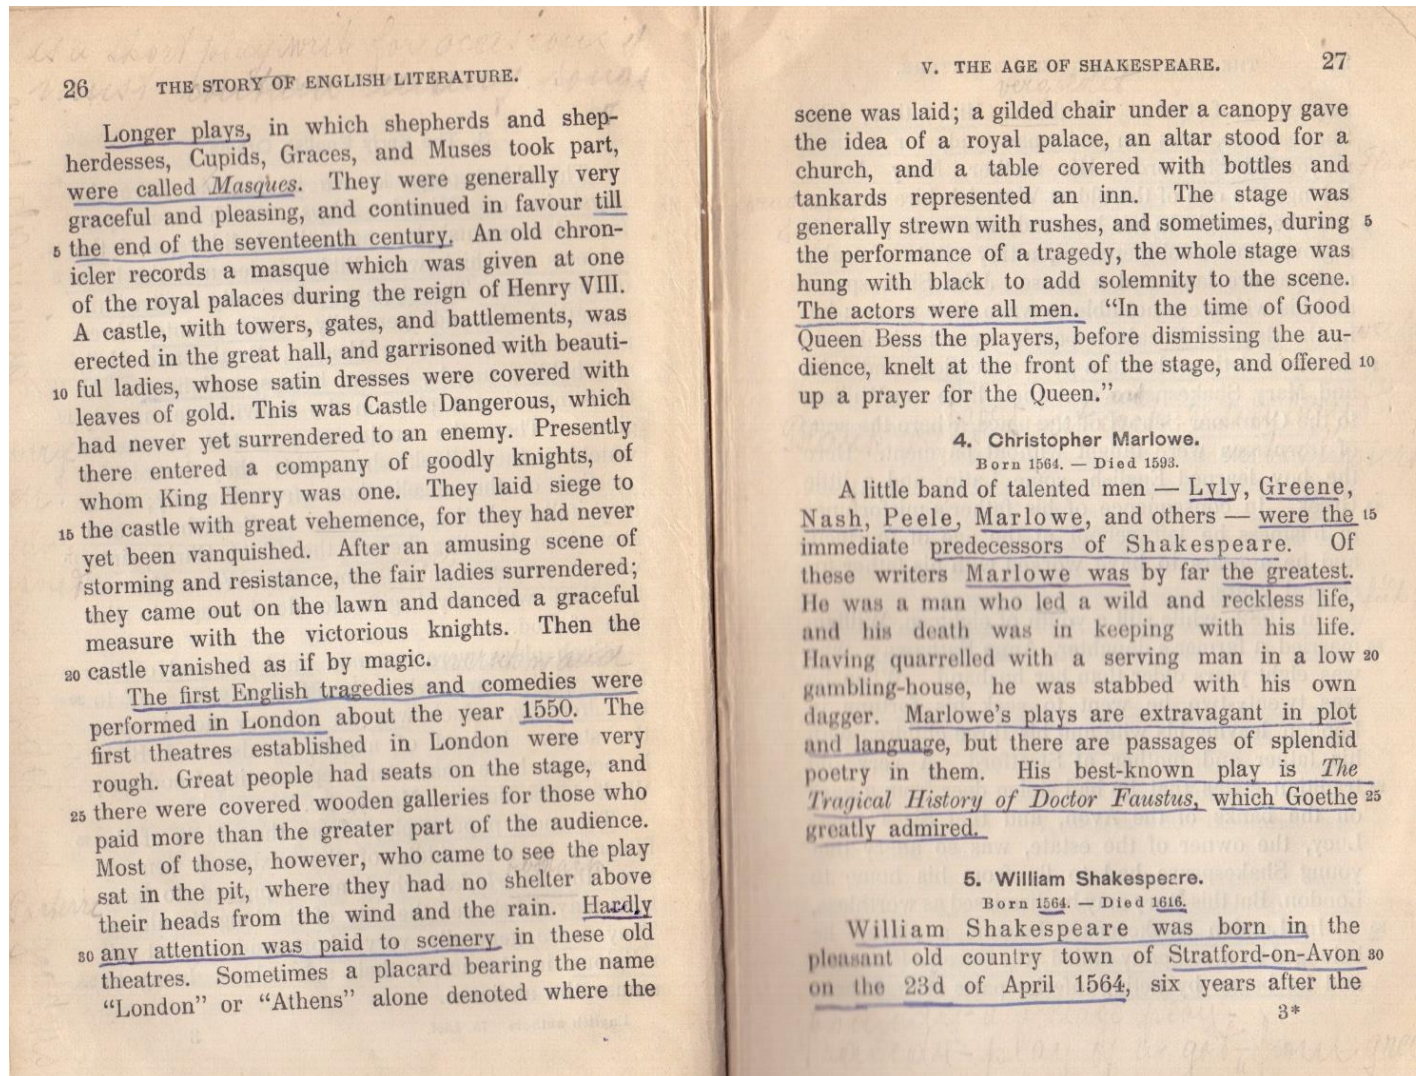 26 THE STORY OF ENGLISH LITERATURE.
Longer plays, in which shepherds and shep-
herdesses, Cupids, Graces, and Muses took part,
were called Masques. They were generally very
graceful and pleasing, and continued in favour till
5 the end of the seventeenth century. An old chron-
icler records a masque which was given at one
of the royal palaces during the reign of Henry VIII.
A castle, with towers, gates, and battlements, was
erected in the great hall, and garrisoned with beauti-
10 ful ladies, whose satin dresses were covered with
leaves of gold. This was Castle Dangerous, which
had never yet surrendered to an enemy. Presently
there entered a company of goodly knights, of
whom King Henry was one. They laid siege to
15 the castle with great vehemence, for they had never
yet been vanquished. After an amusing scene of
storming and resistance, the fair ladies surrendered;
they came out on the lawn and danced a graceful
measure with the victorious knights. Then the
20 castle vanished as if by magic.
The first English tragedies and comedies were
performed in London about the year 1550. The
first theatres established in London were very
rough. Great people had seats on the stage, and
25 there were covered wooden galleries for those who
paid more than the greater part of the audience.
Most of those, however, who came to see the play
sat in the pit, where they had no shelter above
their heads from the wind and the rain. Hardly
30 any attention was paid to scenery in these old
theatres. Sometimes a placard bearing the name
“London” or “Athens” alone denoted where the
V. THE AGE OF SHAKESPEARE. 27
scene was laid; a gilded chair under a canopy gave
the idea of a royal palace, an altar stood for a
church, and a table covered with bottles and
tankards represented an inn. The stage was
generally strewn with rushes, and sometimes, during 5
the performance of a tragedy, the whole stage was
hung with black to add solemnity to the scene.
The actors were all men. “In the time of Good
Queen Bess the players, before dismissing the au-
dience, knelt at the front of the stage, and offered 10
up a prayer for the Queen.”
4. Christopher Marlowe.
Born 1564. — Died 1593.
A little band of talented men — Lyly, Greene,
Nash, Peele, Marlowe, and others — were the 15
immediate predecessors of Shakespeare. Of
these writers Marlowe was by far the greatest.
He was a man who led a wild and reckless life,
and his death was in keeping with his life.
Having quarrelled with a serving man in a low 20
gambling-house, he was stabbed with his own
dagger. Marlowe’s plays are extravagant in plot
and language, but there are passages of splendid
poetry in them. His best-known play is The
Tragical History of Doctor Faustus, which Goethe 25
greatly admired.
5. William Shakespeare.
Born 1564. — Died 1616.
William Shakespeare was born in the
pleasant old country town of Stratford-on-Avon 30
on the 23d of April 1564, six years after the
3*